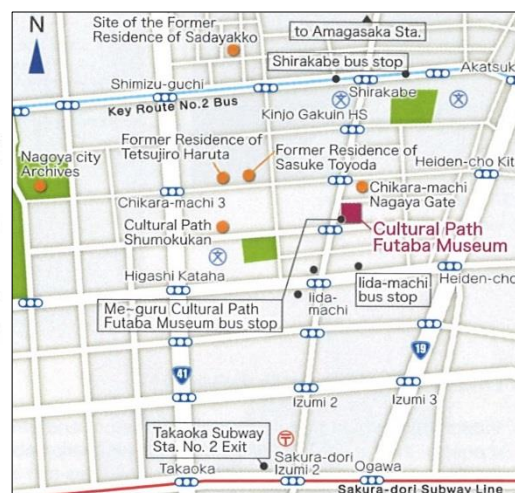 N
Site of the Former
Residence of Sadayakko
to Amagasaka Sta.
Shirakabe bus stop
Akatsuk
Shimizu-guchi
Shirakabe
Key Route No.2 Bus
Kinjo Gakuin HS
Former Residence of
Tetsujiro Haruta
Former Residence of
Sasuke Toyoda
Heiden-cho Kit
Nagoya city
Archives
Chikara-machi 3
Chikara-machi
Nagaya Gate
Cultural Path
Shumokukan
Cultural Path
Futaba Museum
Higashi Kataha
Heiden-cho
Me~guru Cultural Path
Futaba Museum bus stop
Iida-
machi
Iida-machi
bus stop
19
41
Izumi 2
Izumi 3
Takaoka Subway
Sta. No. 2 Exit
Sakura-dori
Izumi 2
Takaoka
Ogawa
Sakura-dori Subway Line